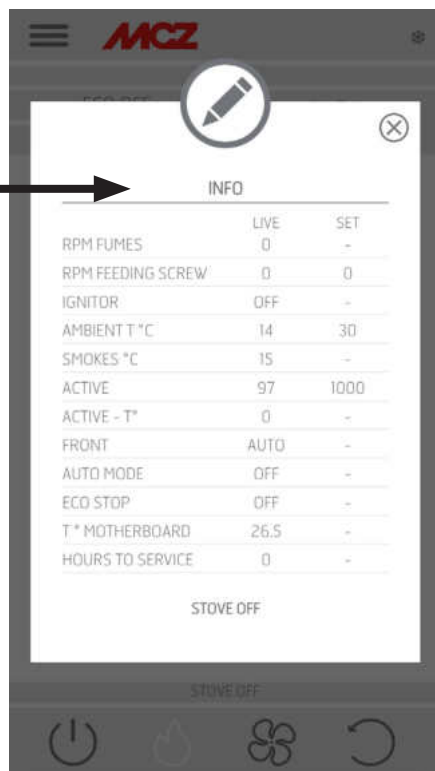 MCZ
INFO
LIVE SET
RPM FUMES 0 -
RPM FEEDING SCREW 0 0
IGNITOR OFF -
AMBIENT T °C 14 30
SMOKES °C 15 -
ACTIVE 97 1000
ACTIVE - T° 0 -
FRONT AUTO -
AUTO MODE OFF -
ECO STOP OFF -
T ° MOTHERBOARD 26.5 -
HOURS TO SERVICE 0 -
STOVE OFF
STOVE OFF